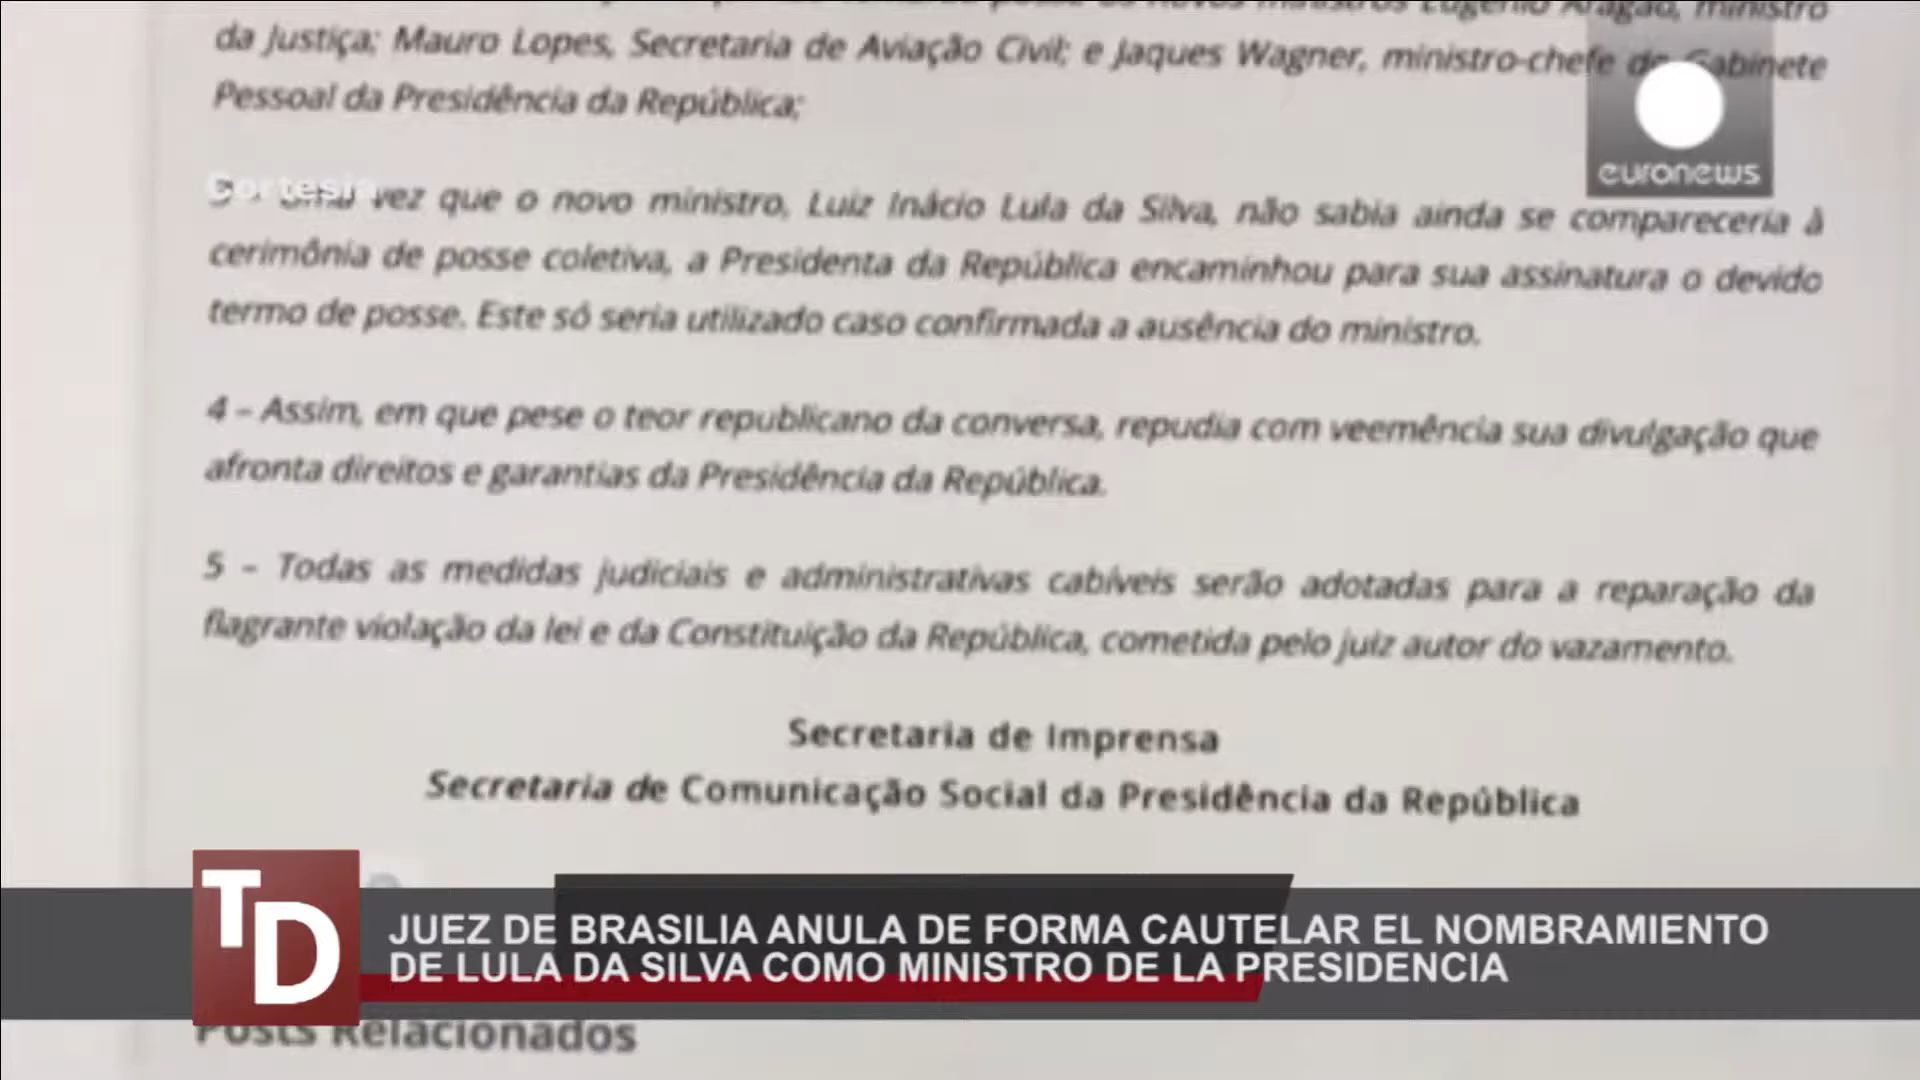 novos ministros Eugênio Aragão, ministro
da Justiça; Mauro Lopes, Secretaria de Aviação Civil; e Jaques Wagner, ministro-chefe do Gabinete
Pessoal da Presidência da República;
euronews
Cortesía
vez que o novo ministro, Luiz Inácio Lula da Silva, não sabia ainda se compareceria à
cerimônia de posse coletiva, a Presidenta da República encaminhou para sua assinatura o devido
termo de posse. Este só seria utilizado caso confirmada a ausência do ministro.
4 – Assim, em que pese o teor republicano da conversa, repudia com veemência sua divulgação que
afronta direitos e garantias da Presidência da República.
5 – Todas as medidas judiciais e administrativas cabíveis serão adotadas para a reparação da
flagrante violação da lei e da Constituição da República, cometida pelo juiz autor do vazamento.
Secretaria de Imprensa
Secretaria de Comunicação Social da Presidência da República
TD
JUEZ DE BRASILIA ANULA DE FORMA CAUTELAR EL NOMBRAMIENTO
DE LULA DA SILVA COMO MINISTRO DE LA PRESIDENCIA
Posts Relacionados